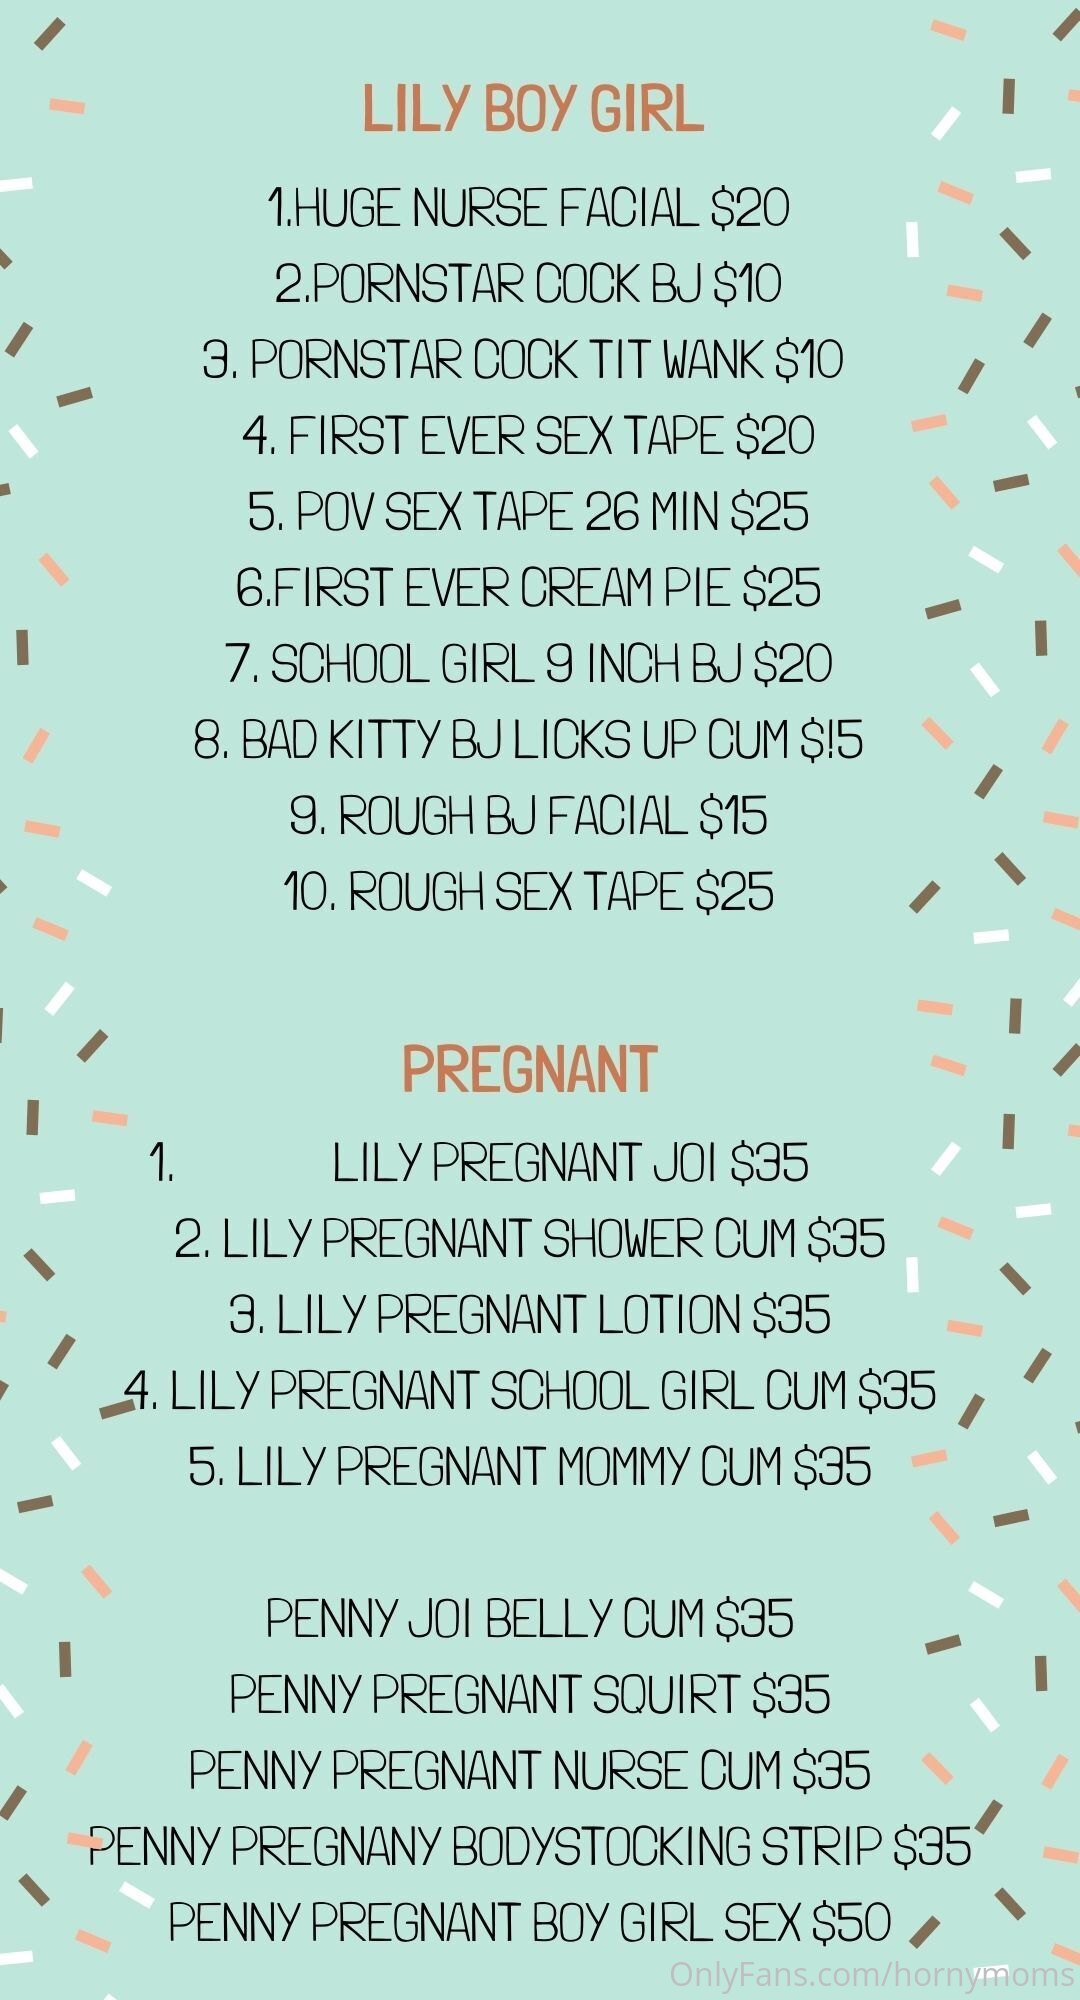 LILY BOY GIRL
1.HUGE NURSE FACIAL $20
2.PORNSTAR COCK BJ $10
3. PORNSTAR COCK TIT WANK $10
4. FIRST EVER SEX TAPE $20
5. POV SEX TAPE 26 MIN $25
6.FIRST EVER CREAM PIE $25
7. SCHOOL GIRL 9 INCH BJ $20
8. BAD KITTY BJ LICKS UP CUM $!5
9. ROUGH BJ FACIAL $15
10. ROUGH SEX TAPE $25
PREGNANT
1. LILY PREGNANT JOI $35
2. LILY PREGNANT SHOWER CUM $35
3. LILY PREGNANT LOTION $35
4. LILY PREGNANT SCHOOL GIRL CUM $35
5. LILY PREGNANT MOMMY CUM $35
PENNY JOI BELLY CUM $35
PENNY PREGNANT SQUIRT $35
PENNY PREGNANT NURSE CUM $35
PENNY PREGNANY BODYSTOCKING STRIP $35
PENNY PREGNANT BOY GIRL SEX $50
OnlyFans.com/hornymoms